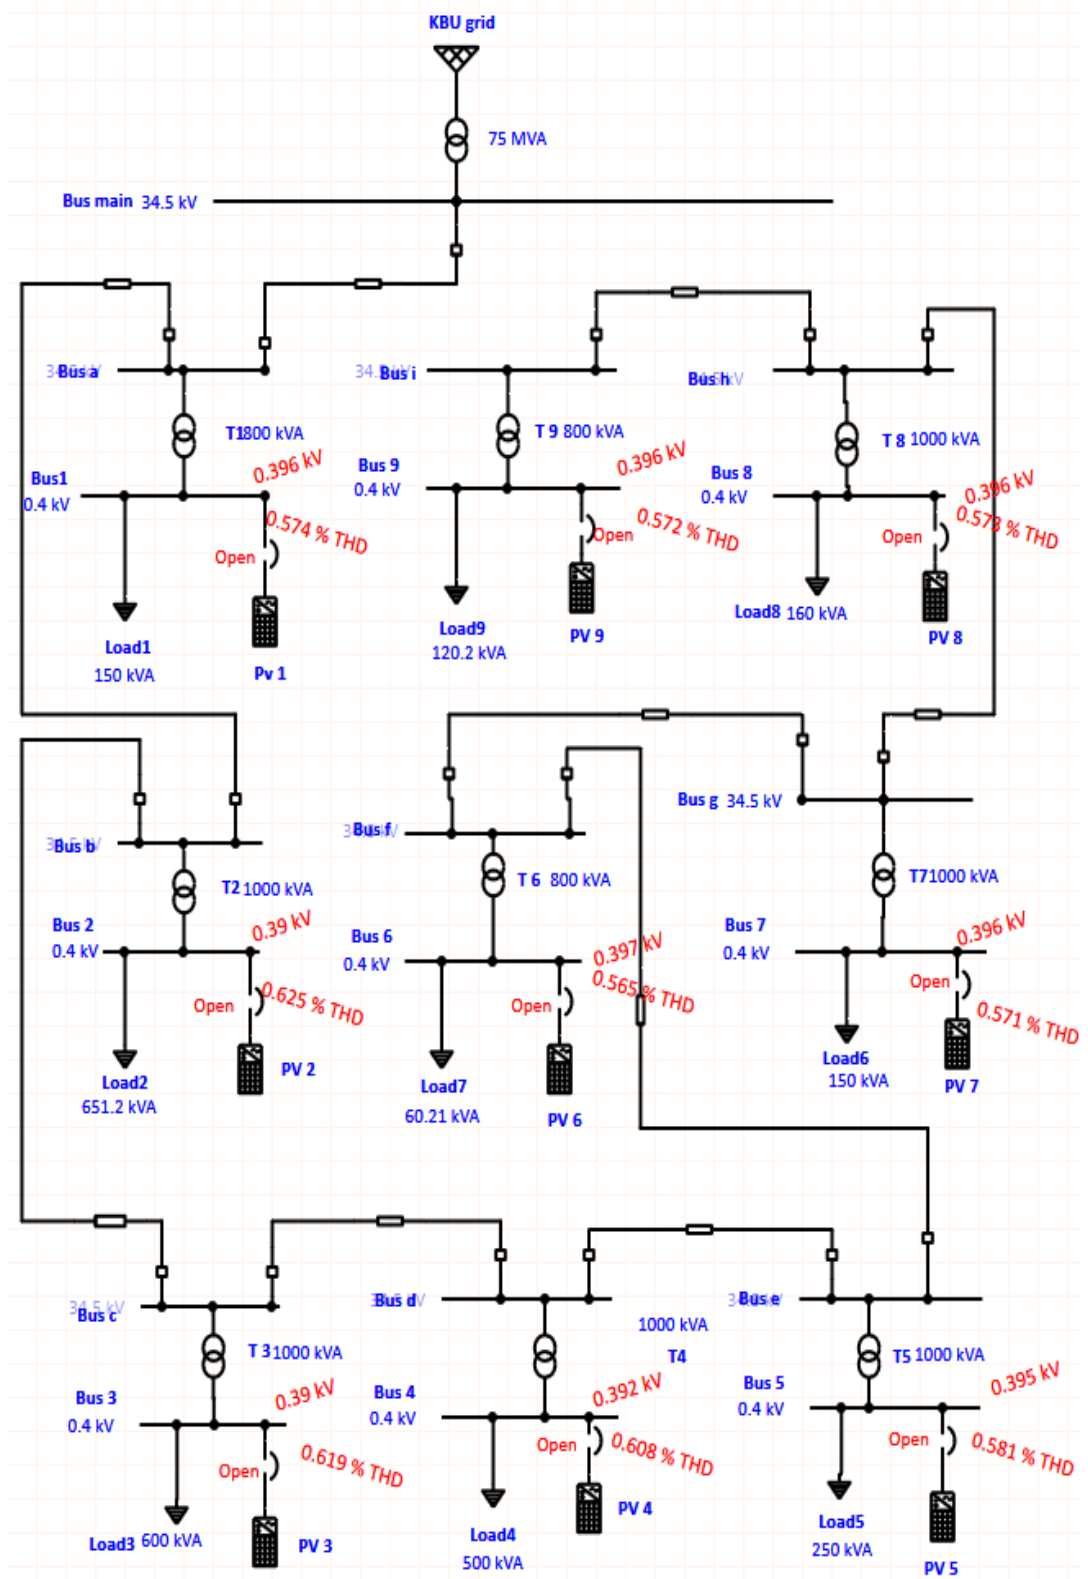 KBU grid
75 MVA
Bus main 34.5 kV
Bus a
34.5 kV
Bus i
Bus h
T1800 kVA
T 9 800 kVA
T 8 1000 kVA
Bus1
0.4 kV
0.396 kV
0.574 % THD
Open
Bus 9
0.4 kV
0.396 kV
0.572 % THD
Open
Bus 8
0.4 kV
0.396 kV
0.573 % THD
Open
Load1
150 kVA
Pv 1
Load9
120.2 kVA
PV 9
Load8 160 kVA
PV 8
Bus b
Bus f
Bus g 34.5 kV
T2 1000 kVA
T 6 800 kVA
T71000 kVA
Bus 2
0.4 kV
0.39 kV
0.625 % THD
Open
Bus 6
0.4 kV
0.397 kV
0.565 % THD
Open
Bus 7
0.4 kV
0.396 kV
0.571 % THD
Open
Load2
651.2 kVA
PV 2
Load7
60.21 kVA
PV 6
Load6
150 kVA
PV 7
34.5 kV
Bus c
Bus d
Bus e
T 31000 kVA
1000 kVA
T4
T5 1000 kVA
Bus 3
0.4 kV
0.39 kV
0.619 % THD
Open
Bus 4
0.4 kV
0.392 kV
0.608 % THD
Open
Bus 5
0.4 kV
0.395 kV
0.581 % THD
Open
Load3 600 kVA
PV 3
Load4
500 kVA
PV 4
Load5
250 kVA
PV 5